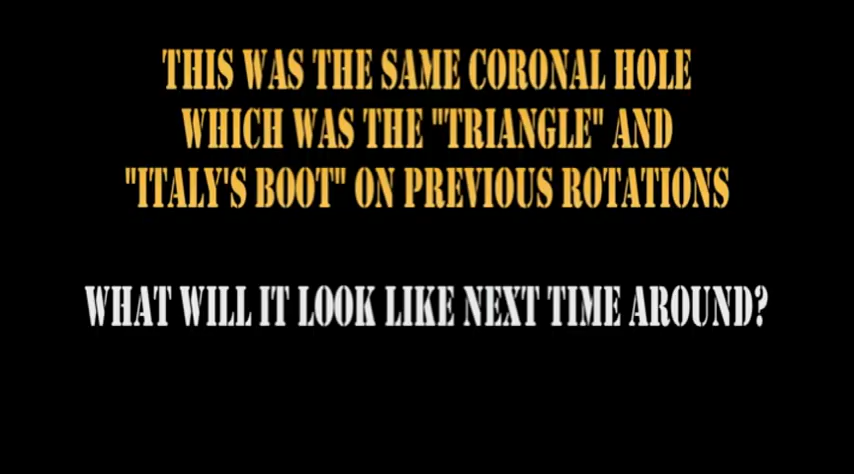 THIS WAS THE SAME CORONAL HOLE
WHICH WAS THE "TRIANGLE" AND
"ITALY'S BOOT" ON PREVIOUS ROTATIONS
WHAT WILL IT LOOK LIKE NEXT TIME AROUND?